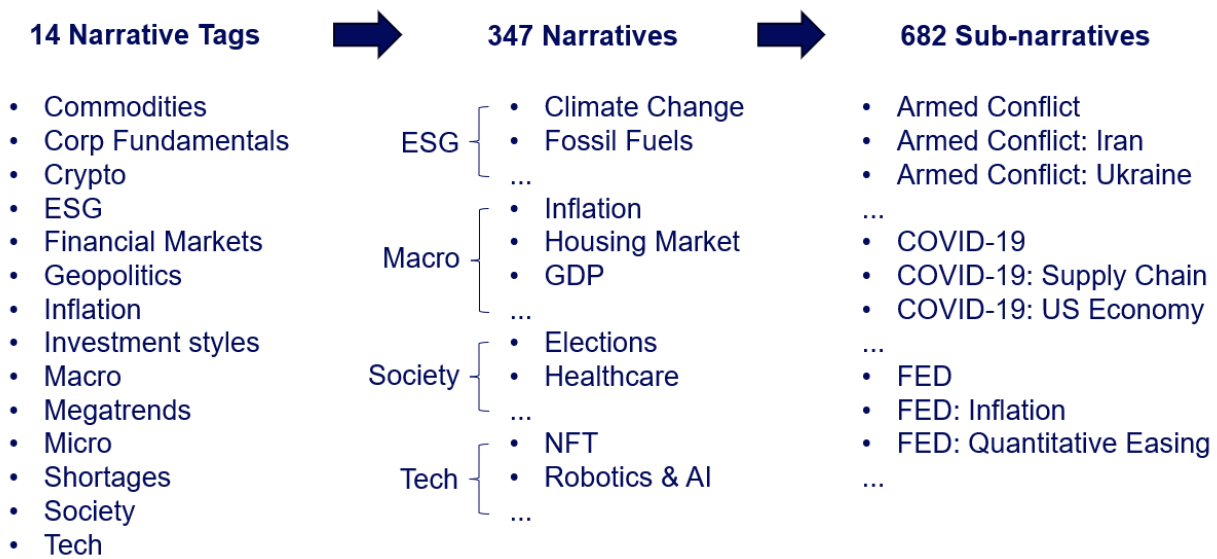 14 Narrative Tags
• Commodities
• Corp Fundamentals
• Crypto
• ESG
• Financial Markets
• Geopolitics
• Inflation
• Investment styles
• Macro
• Megatrends
• Micro
• Shortages
• Society
• Tech
347 Narratives
ESG
• Climate Change
• Fossil Fuels
...
Macro
• Inflation
• Housing Market
• GDP
...
Society
• Elections
• Healthcare
...
Tech
• NFT
• Robotics & AI
...
682 Sub-narratives
• Armed Conflict
• Armed Conflict: Iran
• Armed Conflict: Ukraine
...
• COVID-19
• COVID-19: Supply Chain
• COVID-19: US Economy
...
• FED
• FED: Inflation
• FED: Quantitative Easing
...